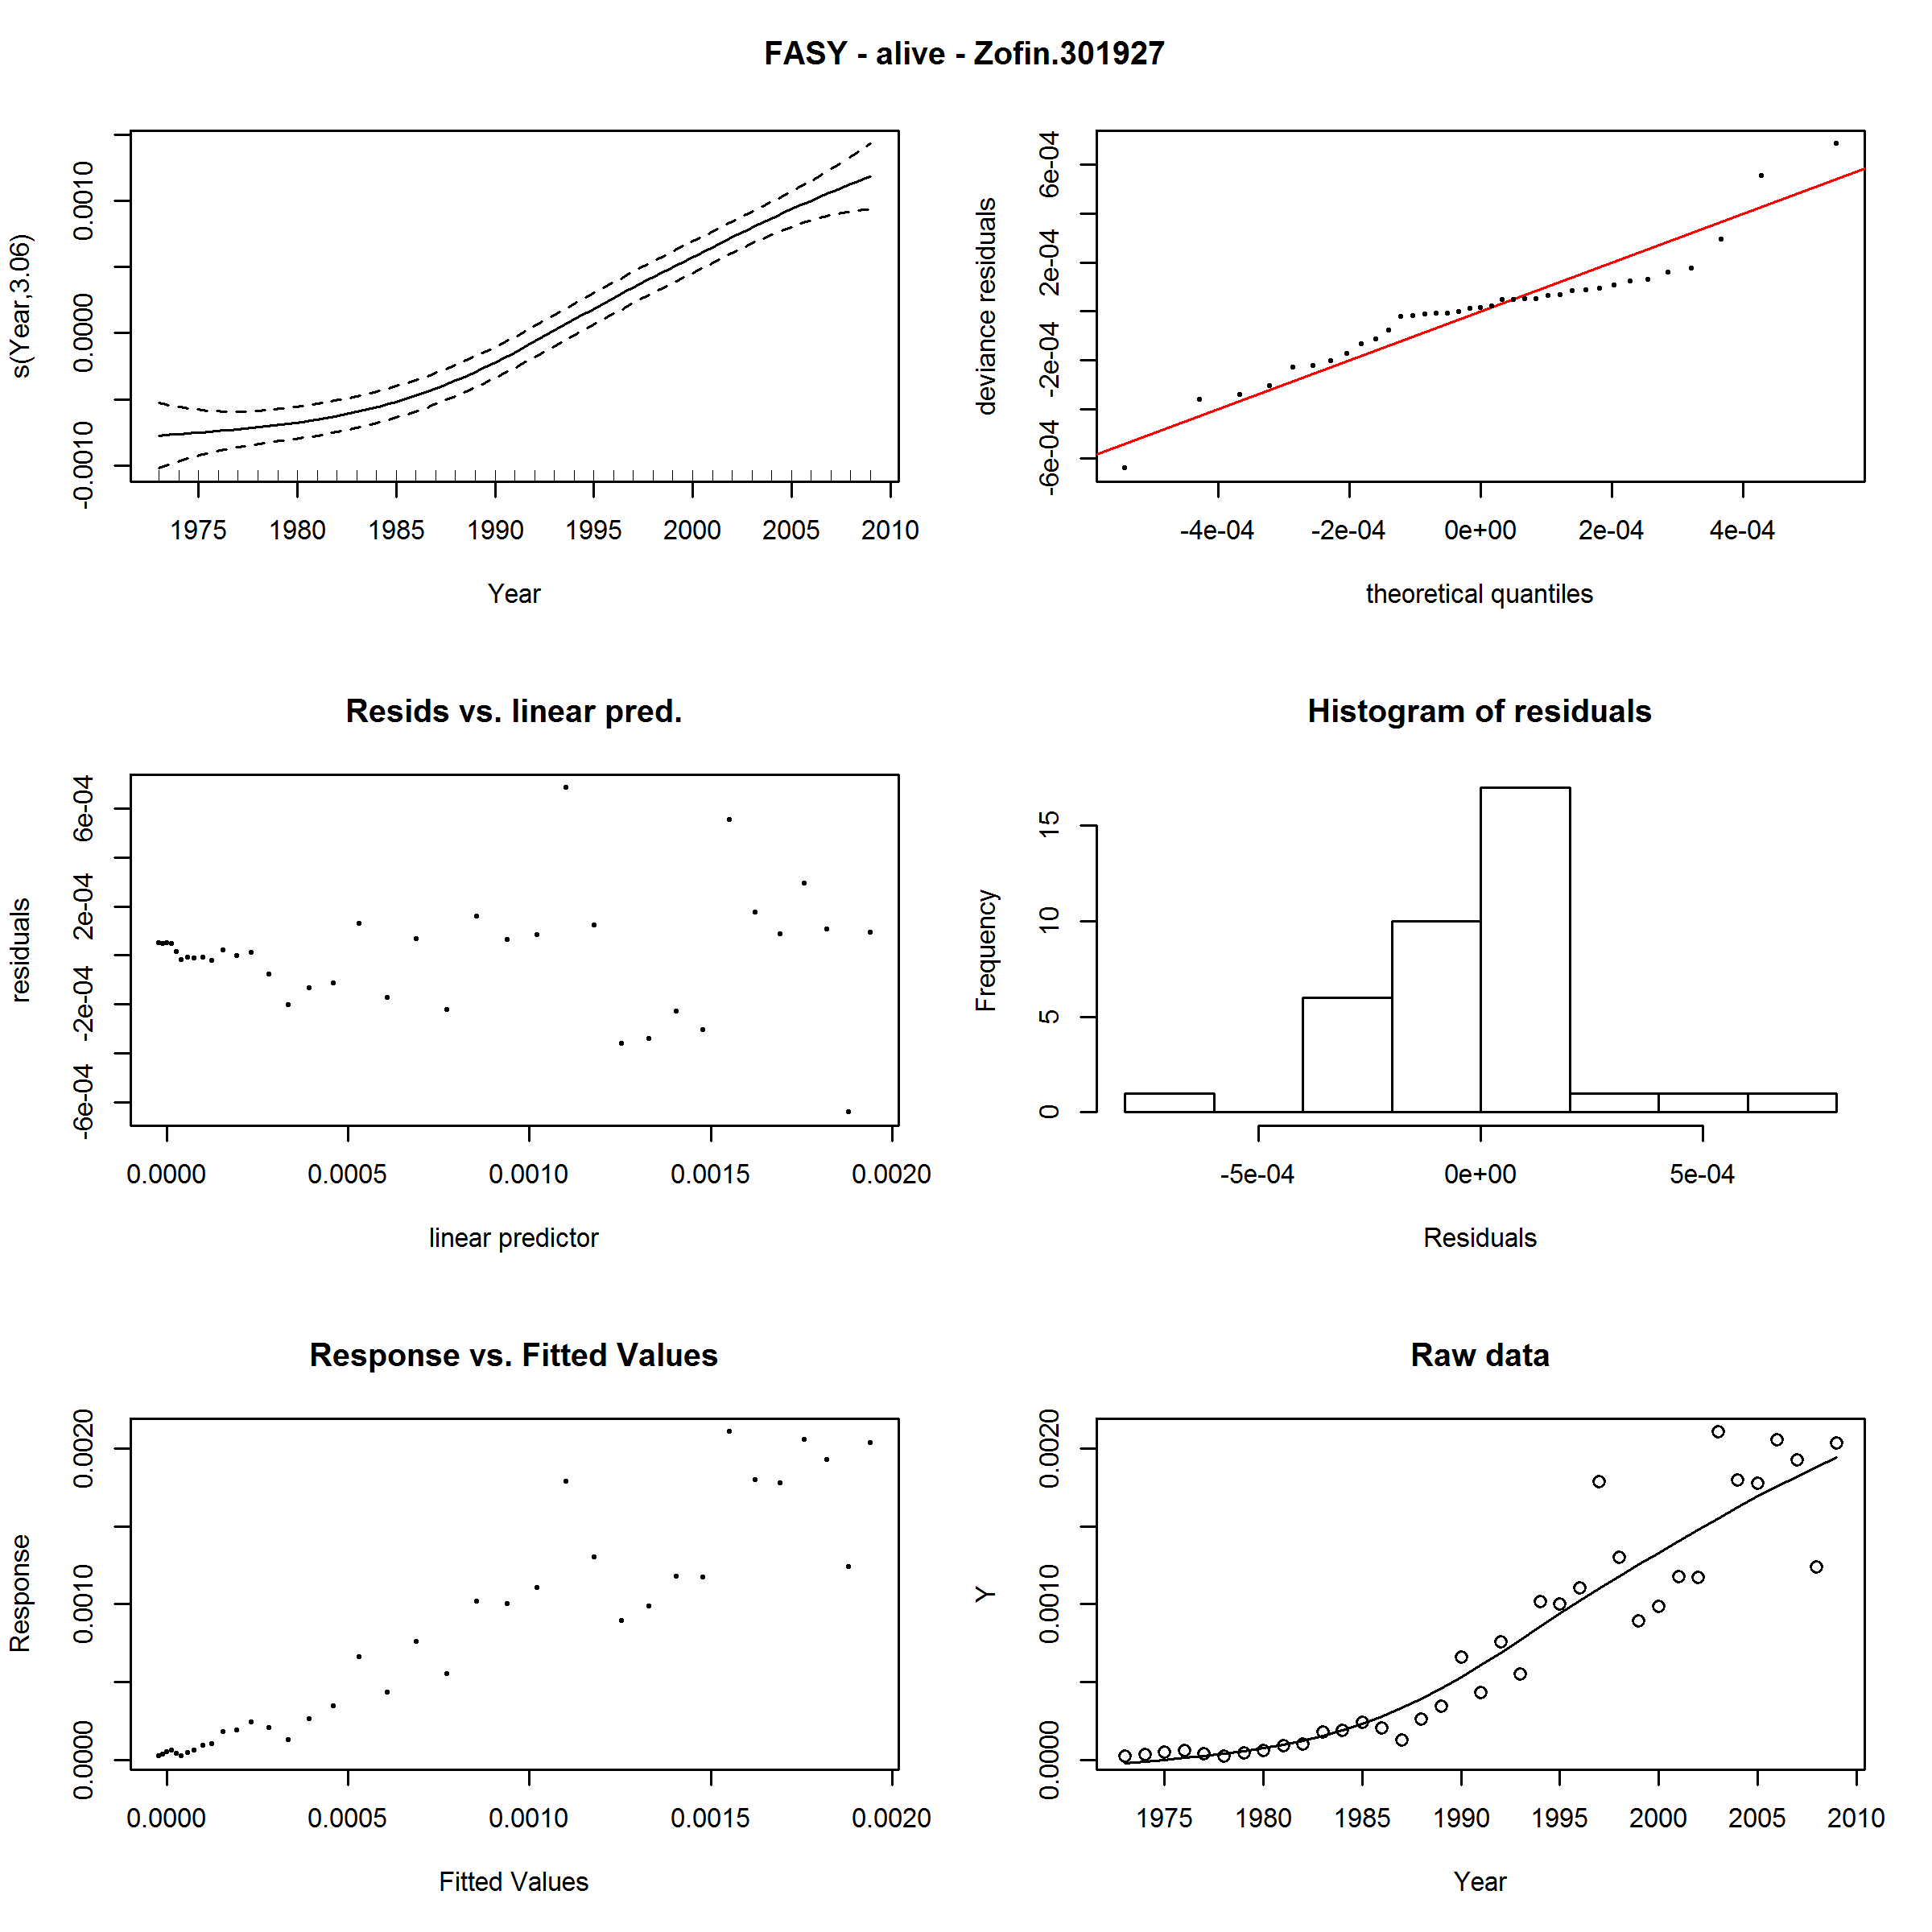 FASY - alive - Zofin.301927
s(Year,3.06)
-0.0010 0.0000 0.0010
1975 1980 1985 1990 1995 2000 2005 2010
Year
deviance residuals
-6e-04 -2e-04 2e-04 6e-04
-4e-04 -2e-04 0e+00 2e-04 4e-04
theoretical quantiles
Resids vs. linear pred.
residuals
-6e-04 -2e-04 2e-04 6e-04
0.0000 0.0005 0.0010 0.0015 0.0020
linear predictor
Histogram of residuals
Frequency
0 5 10 15
-5e-04 0e+00 5e-04
Residuals
Response vs. Fitted Values
Response
0.0000 0.0010 0.0020
0.0000 0.0005 0.0010 0.0015 0.0020
Fitted Values
Raw data
Y
0.0000 0.0010 0.0020
1975 1980 1985 1990 1995 2000 2005 2010
Year